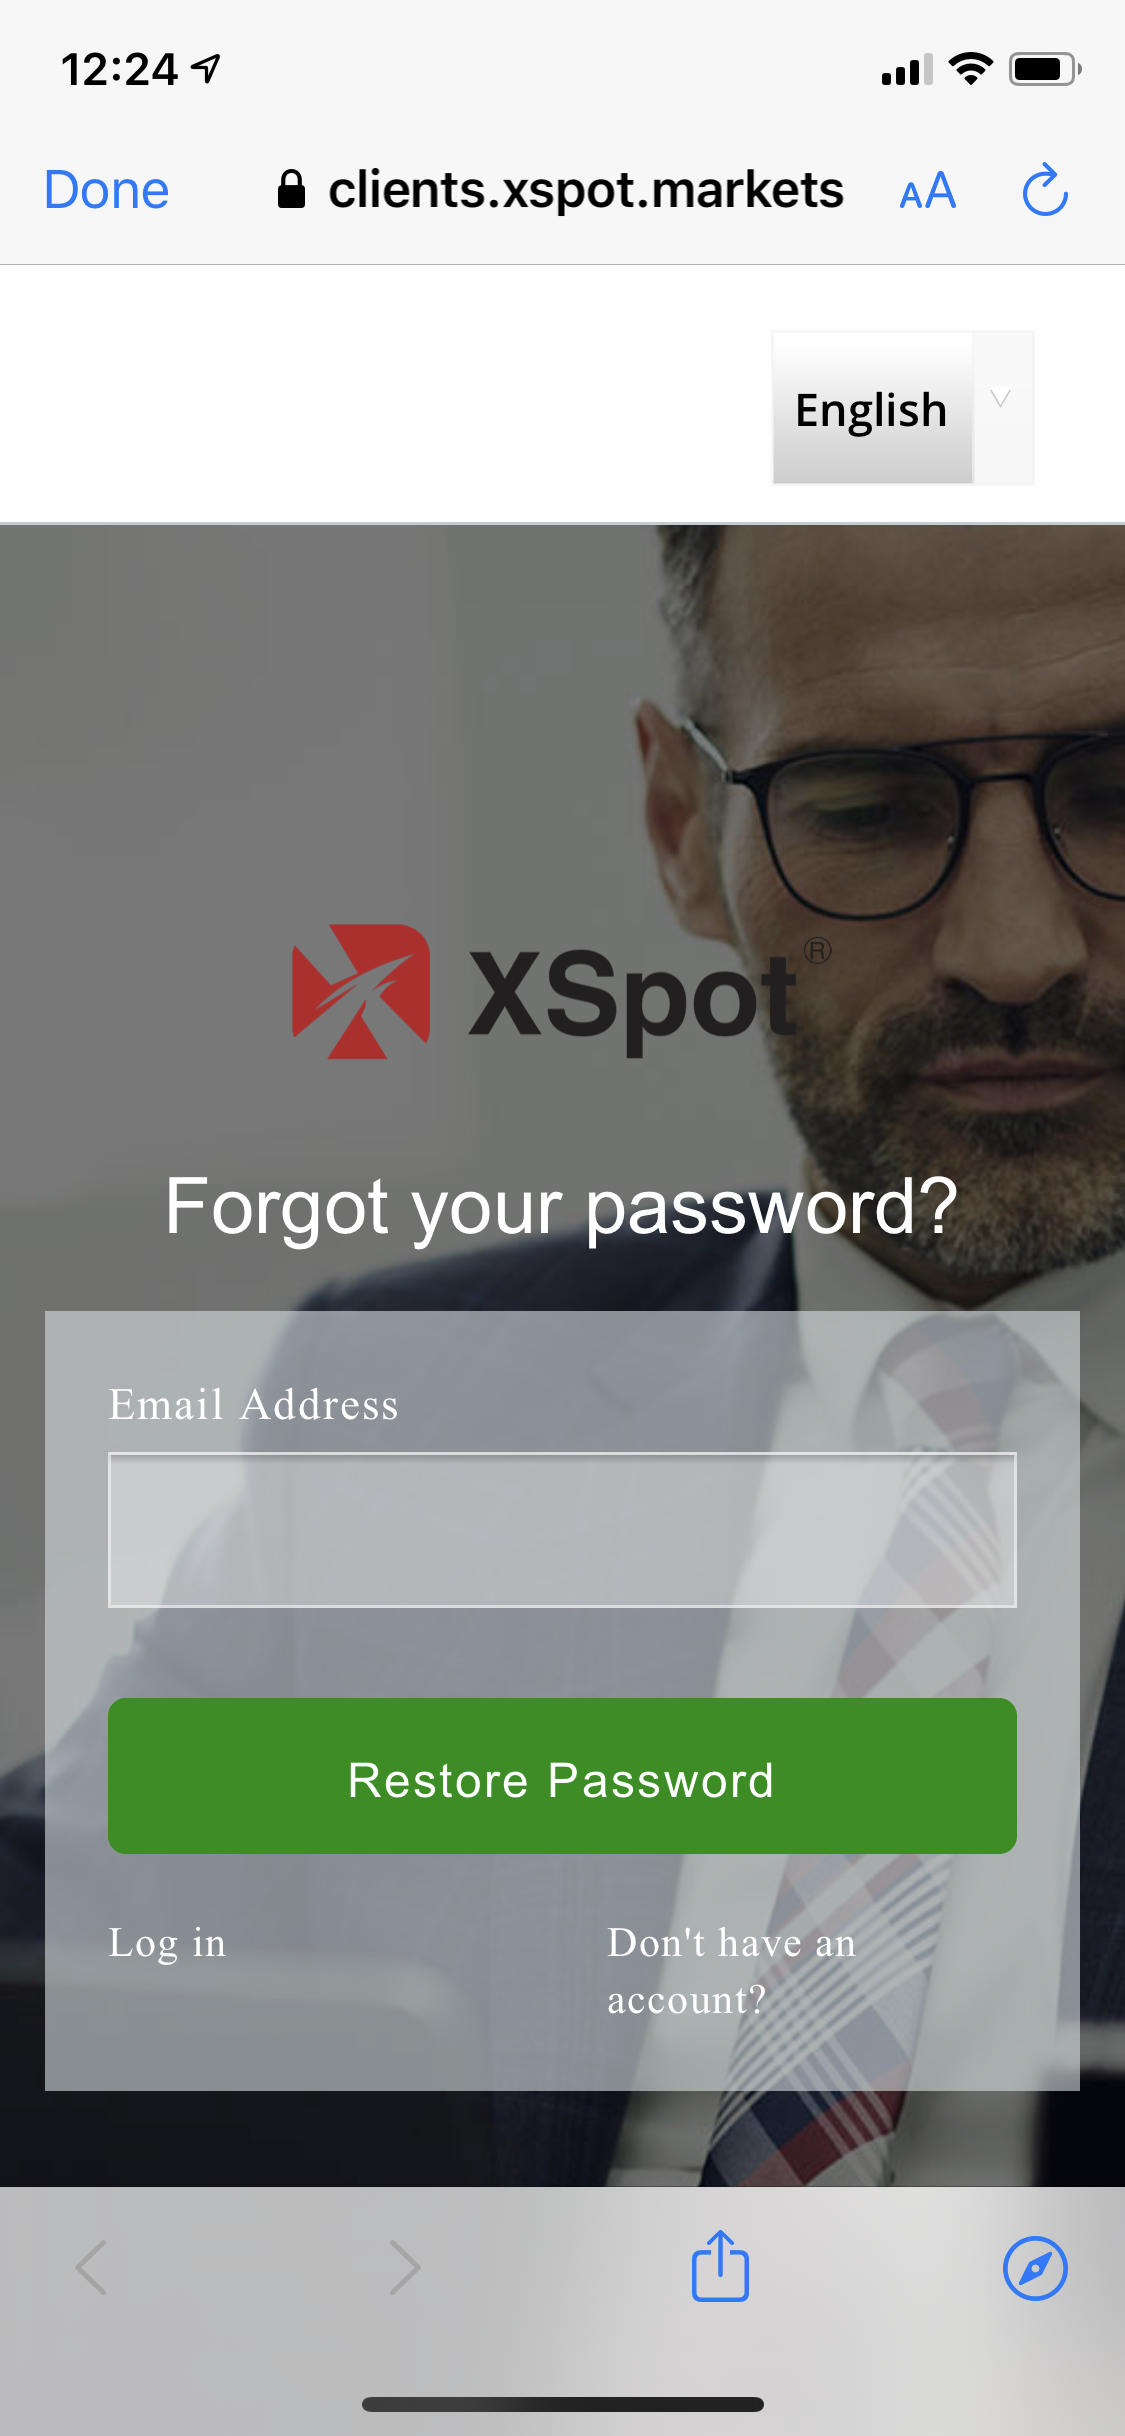 12:24
Done
clients.xspot.markets
AA
English
XSpot®
Forgot your password?
Email Address
Restore Password
Log in
Don't have an
account?